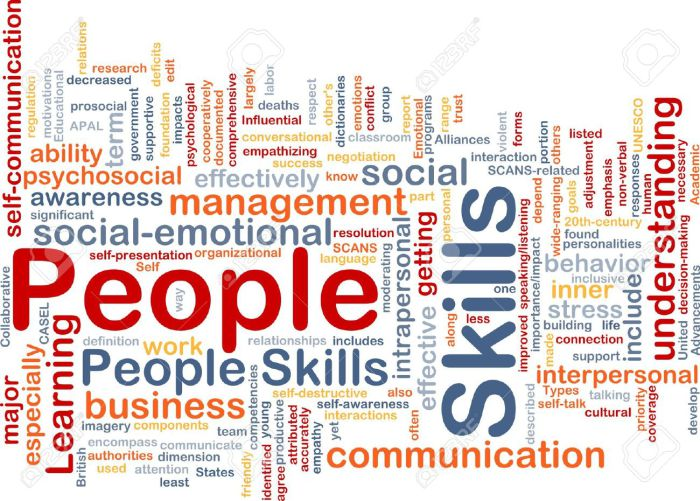 self-communication
regulation
motivations
Educational
relations
decreased
research
deficits
edit
prosocial
APAL
government
supportive
foundation
impacts
psychological
cooperatively
documented
comprehensive
largely
labor
deaths
Influential
conversational
empathizing
success
respect
other's
dictionaries
emotions
conflict
group
classroom
negotiation
report
Emotional
programs
range
trust
Alliances
violent
forms
interaction
SCANS-related
portion
others
listed
adjustment
emphasis
non-verbal
responses
UNESCO
human
necessary
Academic
ability
term
psychosocial
effectively
know
social
awareness
management
part
significant
social-emotional
resolution
self-presentation
organizational
SCANS
language
Self
moderating
intrapersonal
getting
personal
Skills
depend
wide-ranging
goals
20th-century
found
personalities
behavior
inclusive
inner
stress
include
understanding
United
decision-making
Advancements
Collaborative
People
way
CASEL
definition
work
relationships
includes
People Skills
effective
along
less
one
improved speaking/listening
importance/impact
made
building
life
connection
support
interpersonal
major
especially
Learning
business
self-destructive
also
self-awareness
interactions
often
described
Types
talking
self-talk
cultural
priority
coverage
develop
imagery
components
encompass
communicate
team
British
authorities
dimension
used
attention
States
least
friendly
competencies
identified
young
agree
productive
attributed
accurately
empathy
yet
communication
123RF